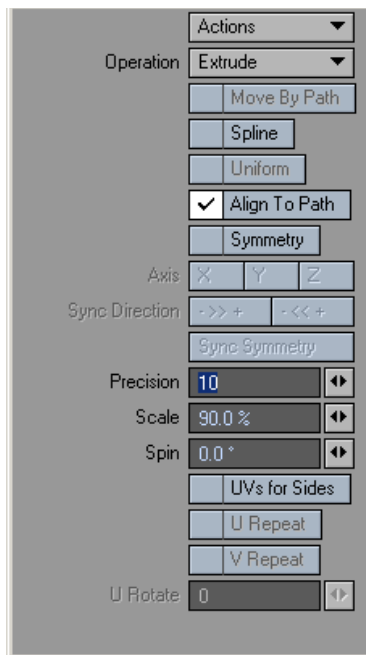 Actions
Operation Extrude
Move By Path
Spline
Uniform
Align To Path
Symmetry
Axis X Y Z
Sync Direction - >> + - << +
Sync Symmetry
Precision 10
Scale 90.0 %
Spin 0.0 °
UVs for Sides
U Repeat
V Repeat
U Rotate 0